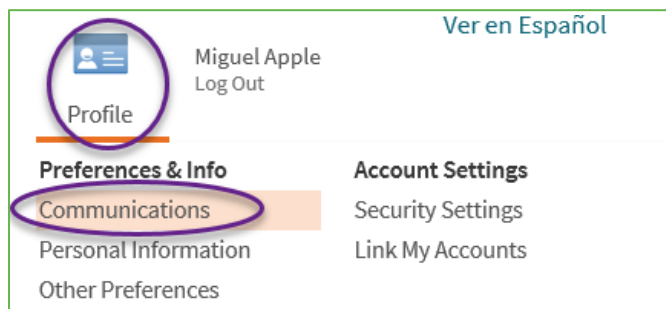 Ver en Español
Miguel Apple
Log Out
Profile
Preferences & Info
Communications
Personal Information
Other Preferences
Account Settings
Security Settings
Link My Accounts